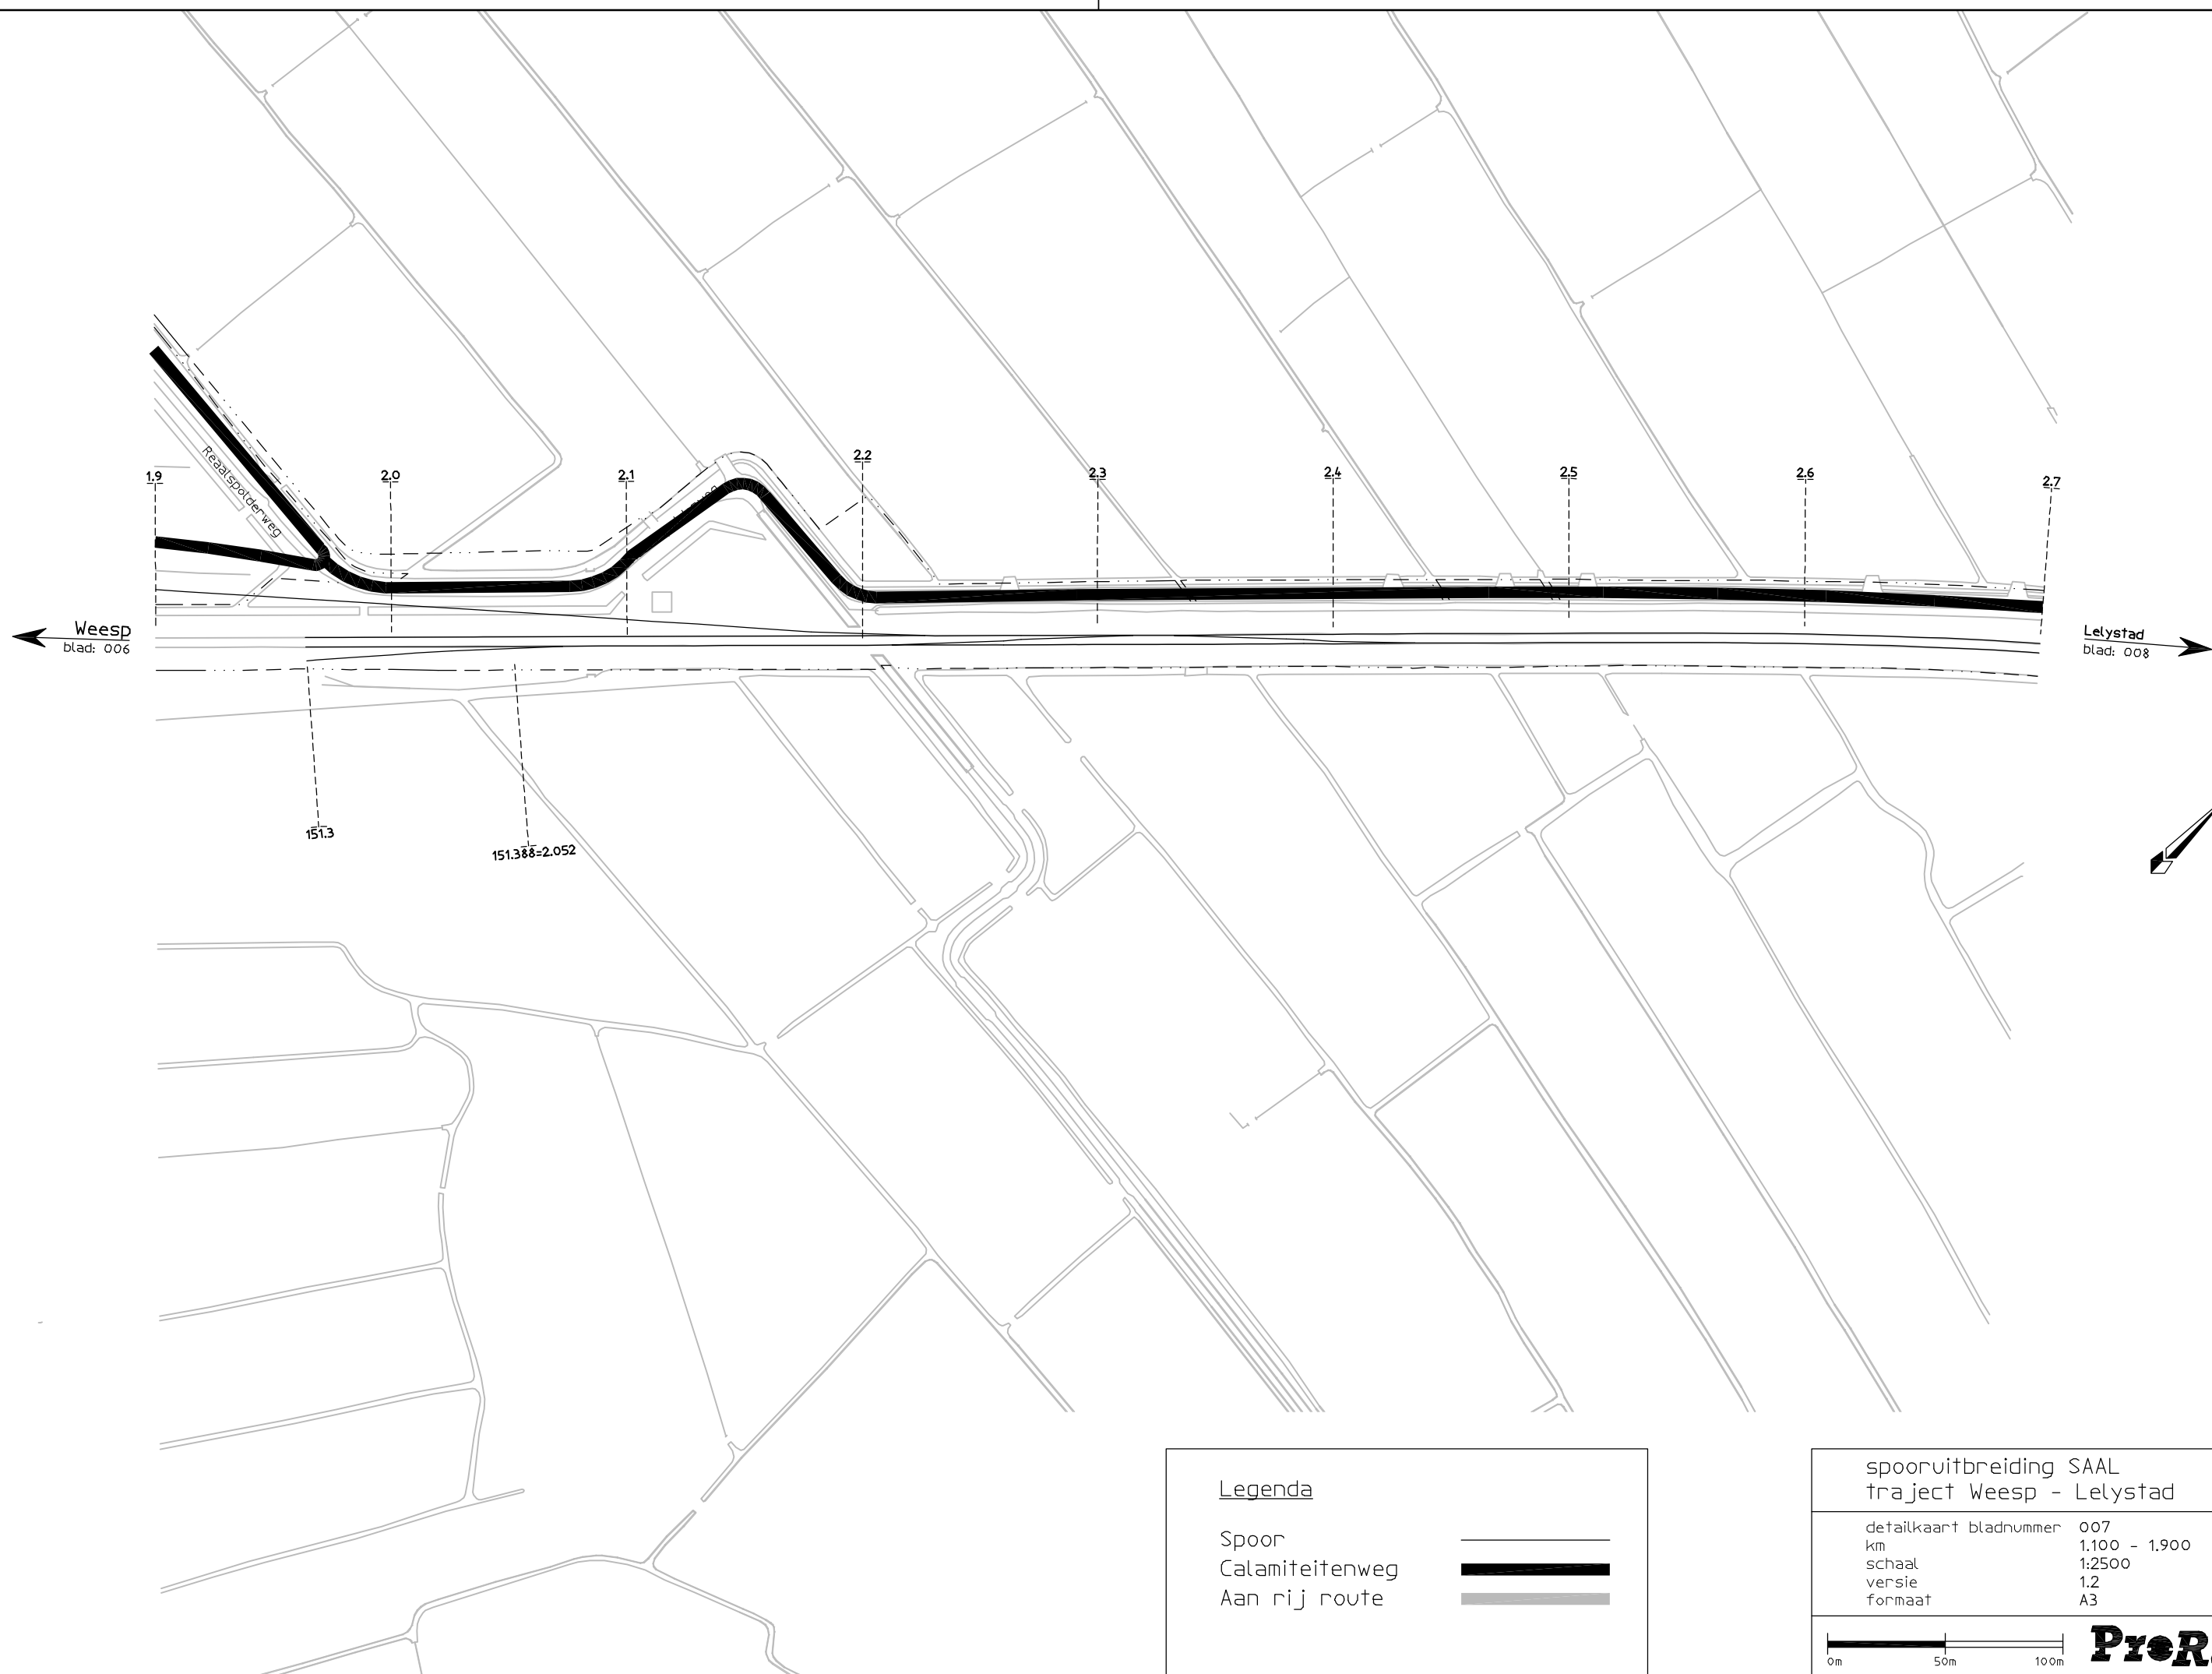 Reaalspolderweg
1.9
2.0
2.1
2.2
2.3
2.4
2.5
2.6
2.7
Weesp
blad: 006
Lelystad
blad: 008
151.3
151.388=2.052
Legenda
Spoor
Calamiteitenweg
Aan rij route
spooruitbreiding SAAL
traject Weesp - Lelystad
detailkaart bladnummer 007
km 1.100 - 1.900
schaal 1:2500
versie 1.2
formaat A3
0m 50m 100m
ProR